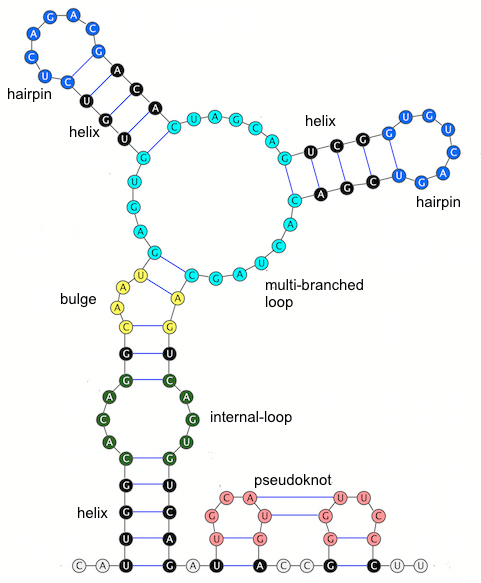 G A C
A G
C U C
A C A
U G U
hairpin
helix
C U A G C A G
helix
U C G
G U G U C A G U
C G A
hairpin
C A C U A G C
multi-branched
loop
G U G A G
U A A C
bulge
A G
G U
G A C A C
C A G U G
internal-loop
G G U U
U C A G
helix
pseudoknot
C A U U
G U G C
U G G C
C A U G A U A C C G C U U